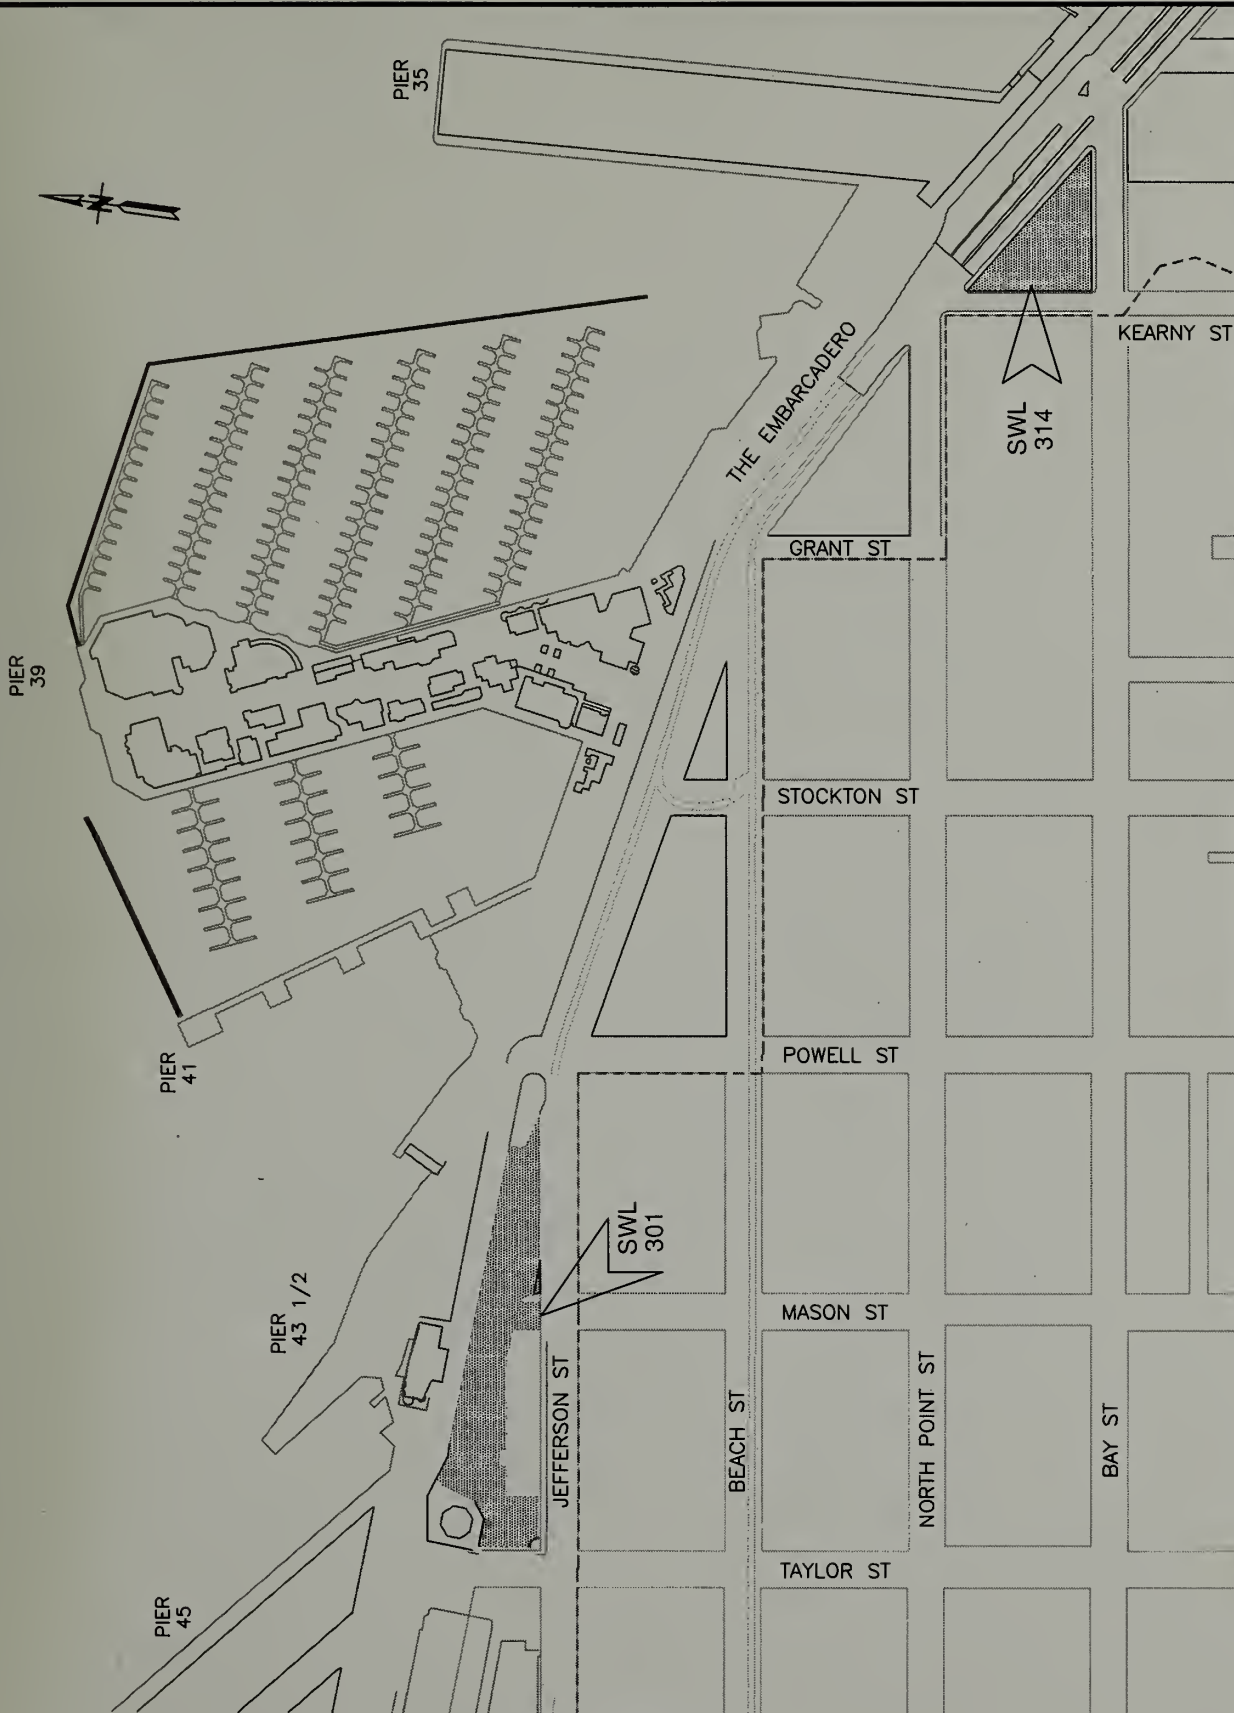 PIER
35
N
THE EMBARCADERO
KEARNY ST
SWL
314
GRANT ST
PIER
39
STOCKTON ST
POWELL ST
PIER
41
SWL
301
PIER
43 1/2
MASON ST
JEFFERSON ST
BEACH ST
NORTH POINT ST
BAY ST
TAYLOR ST
PIER
45